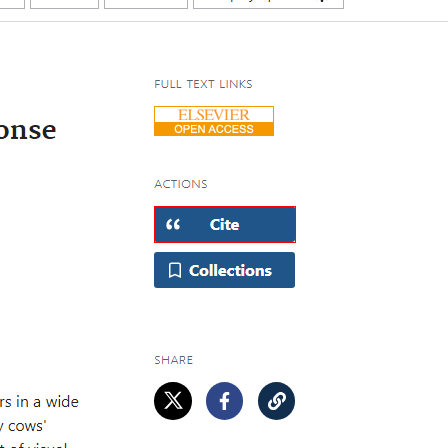 FULL TEXT LINKS
ELSEVIER
OPEN ACCESS
onse
ACTIONS
Cite
Collections
SHARE
rs in a wide
y cows'